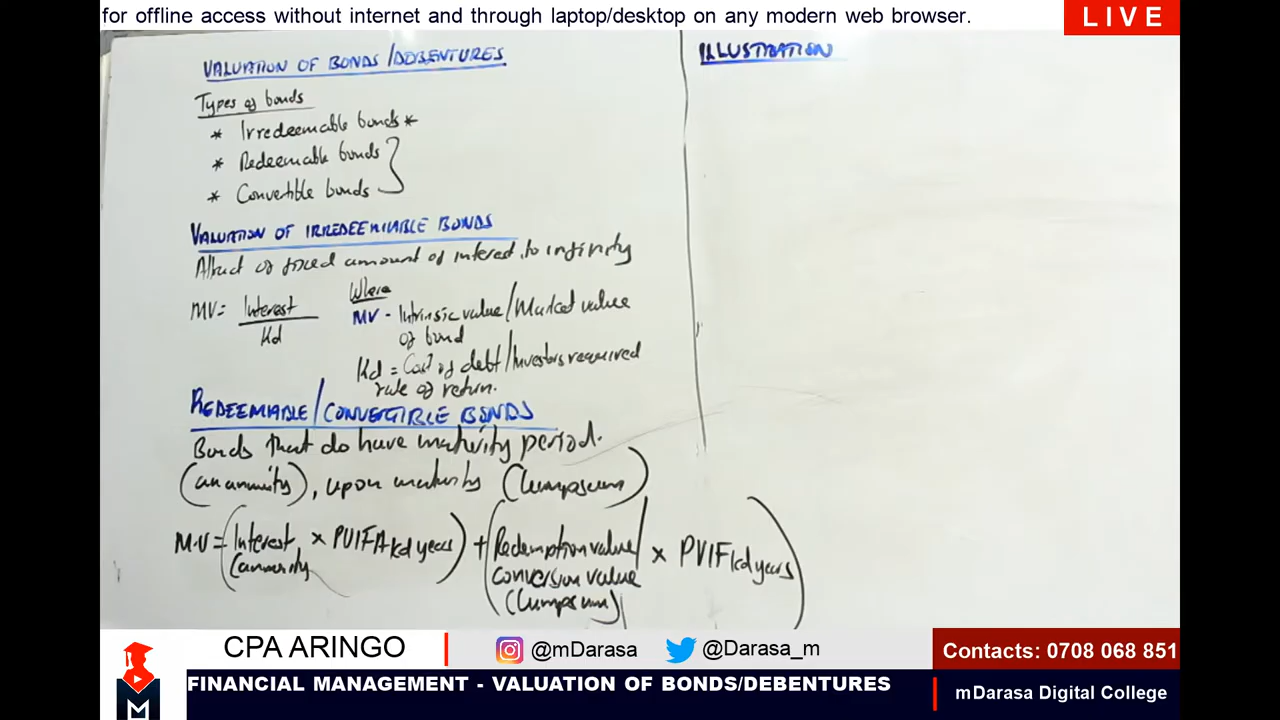 for offline access without internet and through laptop/desktop on any modern web browser.
LIVE
VALUATION OF BONDS/DEBENTURES
Types of bonds
* Irredeemable bonds *
* Redeemable bonds
* Convertible bonds
VALUATION OF IRREDEEMABLE BONDS
of fixed amount of interest to infinity
MV = Interest
Kd
Where
MV - Intrinsic value/Market value
of bond
Kd = Cost of debt/Investors required
rate of return.
REDEEMABLE/CONVERTIBLE BONDS
Bonds that do have maturity period.
(an annuity), upon maturity (lumpsum)
M.V = (Interest × PVIFA kd years) + (Redemption value/ × PVIF kd years)
(annuity
conversion value
(lumpsum)
ILLUSTRATION
CPA ARINGO
@mDarasa
@Darasa_m
Contacts: 0708 068 851
FINANCIAL MANAGEMENT - VALUATION OF BONDS/DEBENTURES
mDarasa Digital College
M